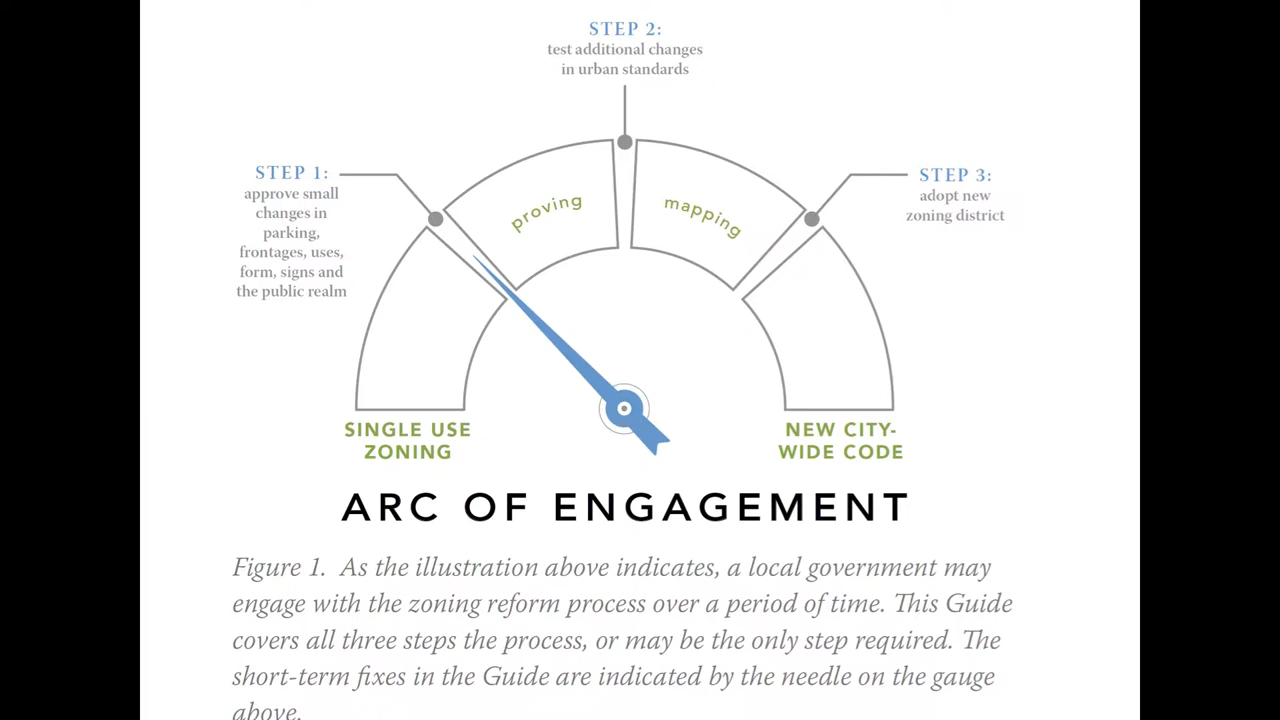 STEP 2:
test additional changes
in urban standards
STEP 1:
approve small
changes in
parking,
frontages, uses,
form, signs and
the public realm
proving
mapping
STEP 3:
adopt new
zoning district
SINGLE USE
ZONING
NEW CITY-
WIDE CODE
ARC OF ENGAGEMENT
Figure 1. As the illustration above indicates, a local government may
engage with the zoning reform process over a period of time. This Guide
covers all three steps the process, or may be the only step required. The
short-term fixes in the Guide are indicated by the needle on the gauge
above.